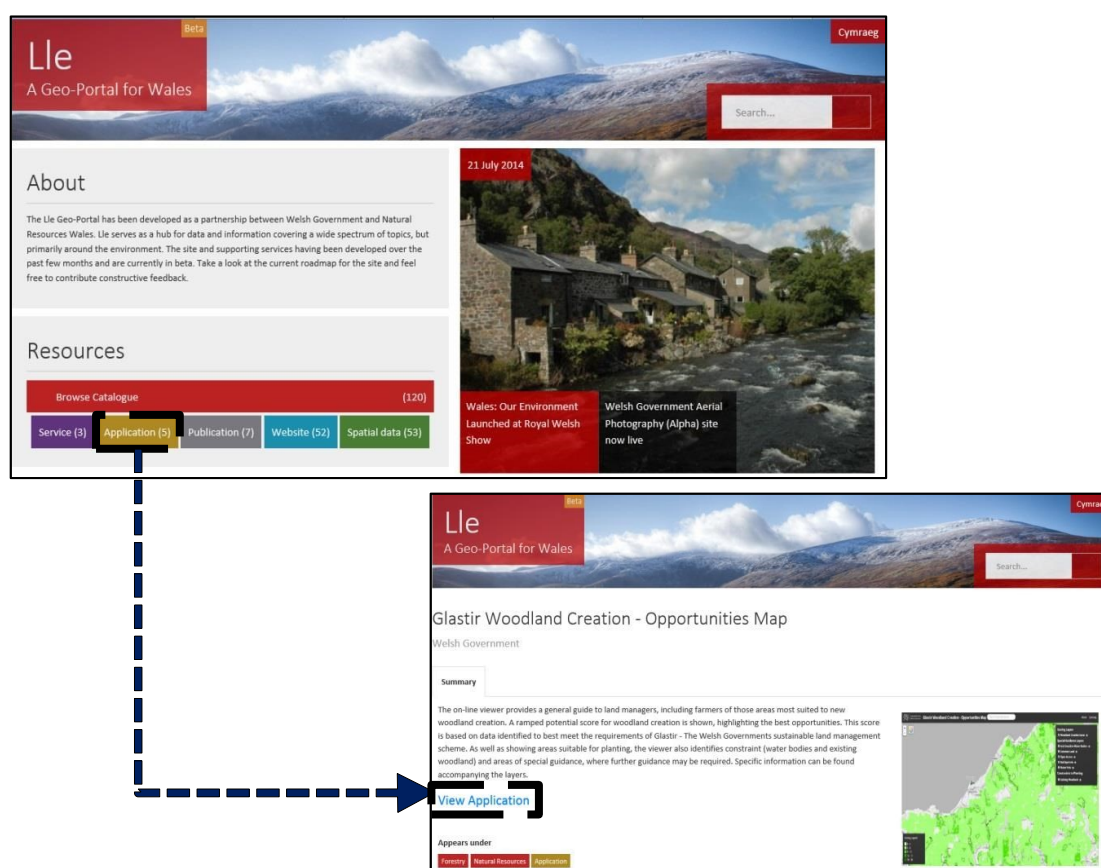 Beta
Cymraeg
Lle
A Geo-Portal for Wales
Search...
About
The Lle Geo-Portal has been developed as a partnership between Welsh Government and Natural
Resources Wales. Lle serves as a hub for data and information covering a wide spectrum of topics, but
primarily around the environment. The site and supporting services having been developed over the
past few months and are currently in beta. Take a look at the current roadmap for the site and feel
free to contribute constructive feedback.
21 July 2014
Resources
Browse Catalogue (120)
Service (3) Application (5) Publication (7) Website (52) Spatial data (53)
Wales: Our Environment
Launched at Royal Welsh
Show
Welsh Government Aerial
Photography (Alpha) site
now live
Beta
Cymrae
Lle
A Geo-Portal for Wales
Search...
Glastir Woodland Creation - Opportunities Map
Welsh Government
Summary
The on-line viewer provides a general guide to land managers, including farmers of those areas most suited to new
woodland creation. A ramped potential score for woodland creation is shown, highlighting the best opportunities. This score
is based on data identified to best meet the requirements of Glastir - The Welsh Governments sustainable land management
scheme. As well as showing areas suitable for planting, the viewer also identifies constraint (water bodies and existing
woodland) and areas of special guidance, where further guidance may be required. Specific information can be found
accompanying the layers.
View Application
Appears under
Forestry Natural Resources Application